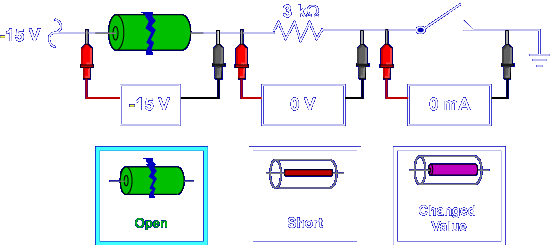 3 kΩ
-15 V
-15 V
0 V
0 mA
Open
Short
Changed
Value